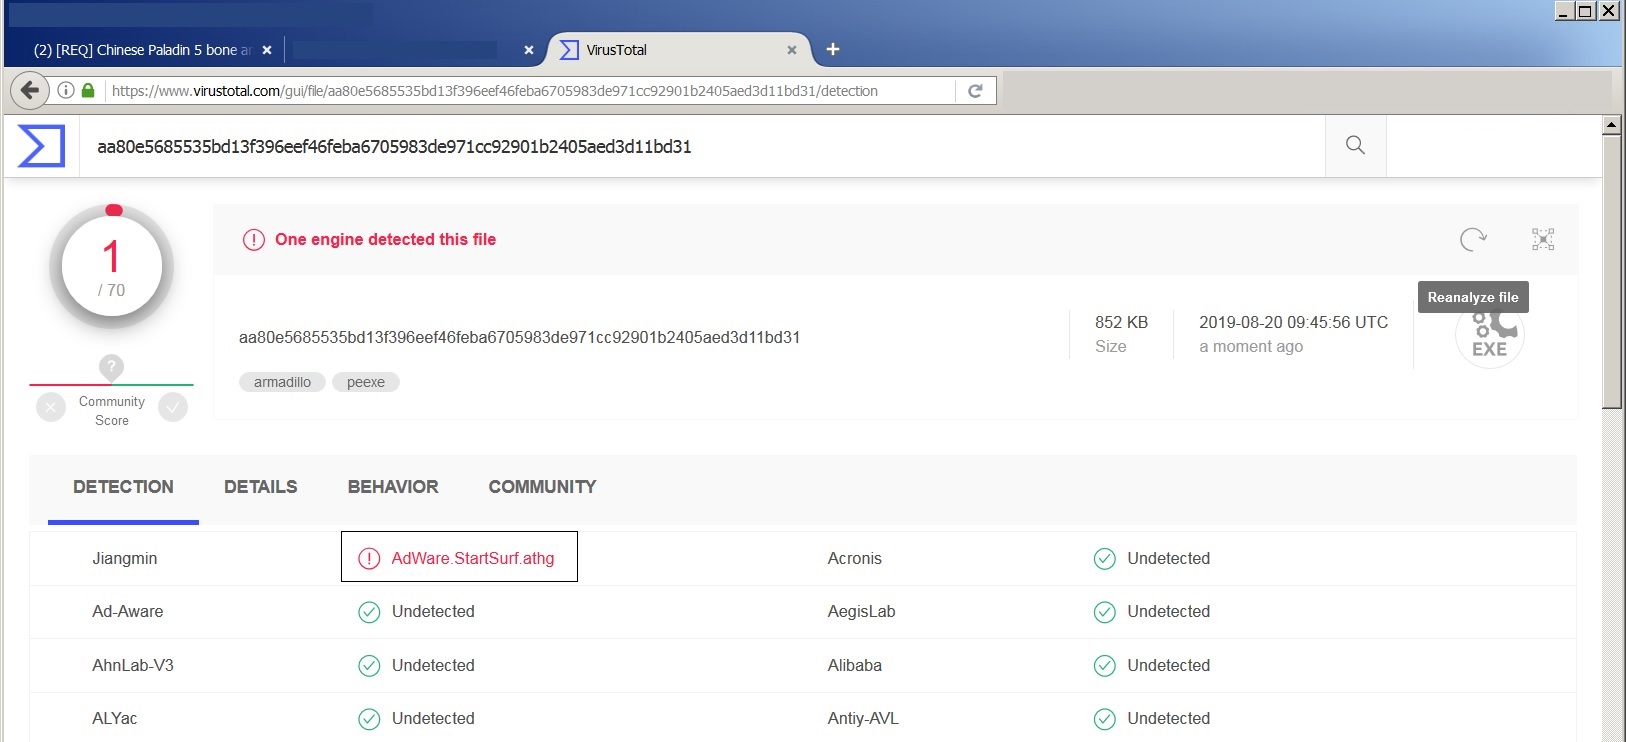 (2) [REQ] Chinese Paladin 5 bone ar
VirusTotal
https://www.virustotal.com/gui/file/aa80e5685535bd13f396eef46feba6705983de971cc92901b2405aed3d11bd31/detection
aa80e5685535bd13f396eef46feba6705983de971cc92901b2405aed3d11bd31
1
/ 70
One engine detected this file
Reanalyze file
aa80e5685535bd13f396eef46feba6705983de971cc92901b2405aed3d11bd31
852 KB
Size
2019-08-20 09:45:56 UTC
a moment ago
EXE
armadillo peexe
?
Community
Score
DETECTION DETAILS BEHAVIOR COMMUNITY
Jiangmin AdWare.StartSurf.athg Acronis Undetected
Ad-Aware Undetected AegisLab Undetected
AhnLab-V3 Undetected Alibaba Undetected
ALYac Undetected Antiy-AVL Undetected